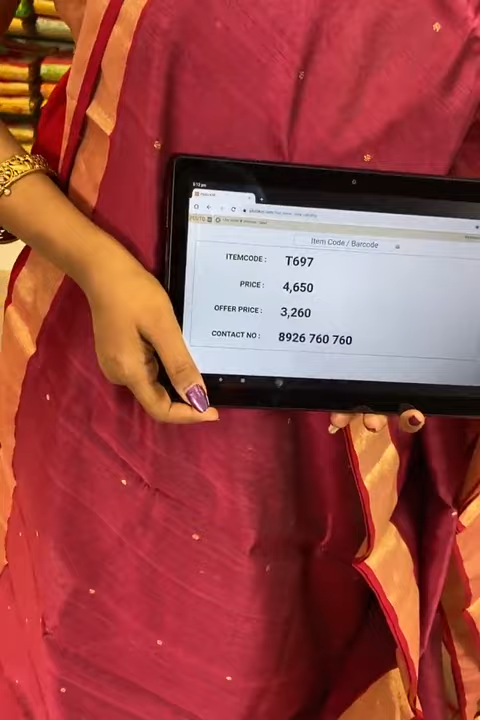 Item Code / Barcode
ITEMCODE : T697
PRICE : 4,650
OFFER PRICE : 3,260
CONTACT NO : 8926 760 760